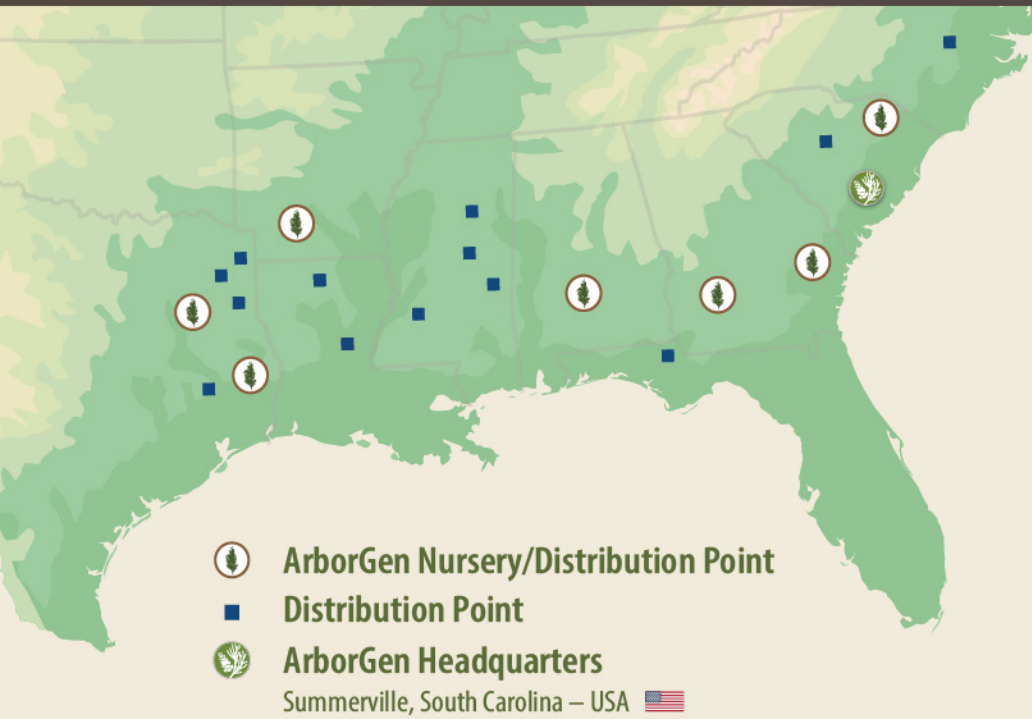 ArborGen Nursery/Distribution Point
Distribution Point
ArborGen Headquarters
Summerville, South Carolina – USA